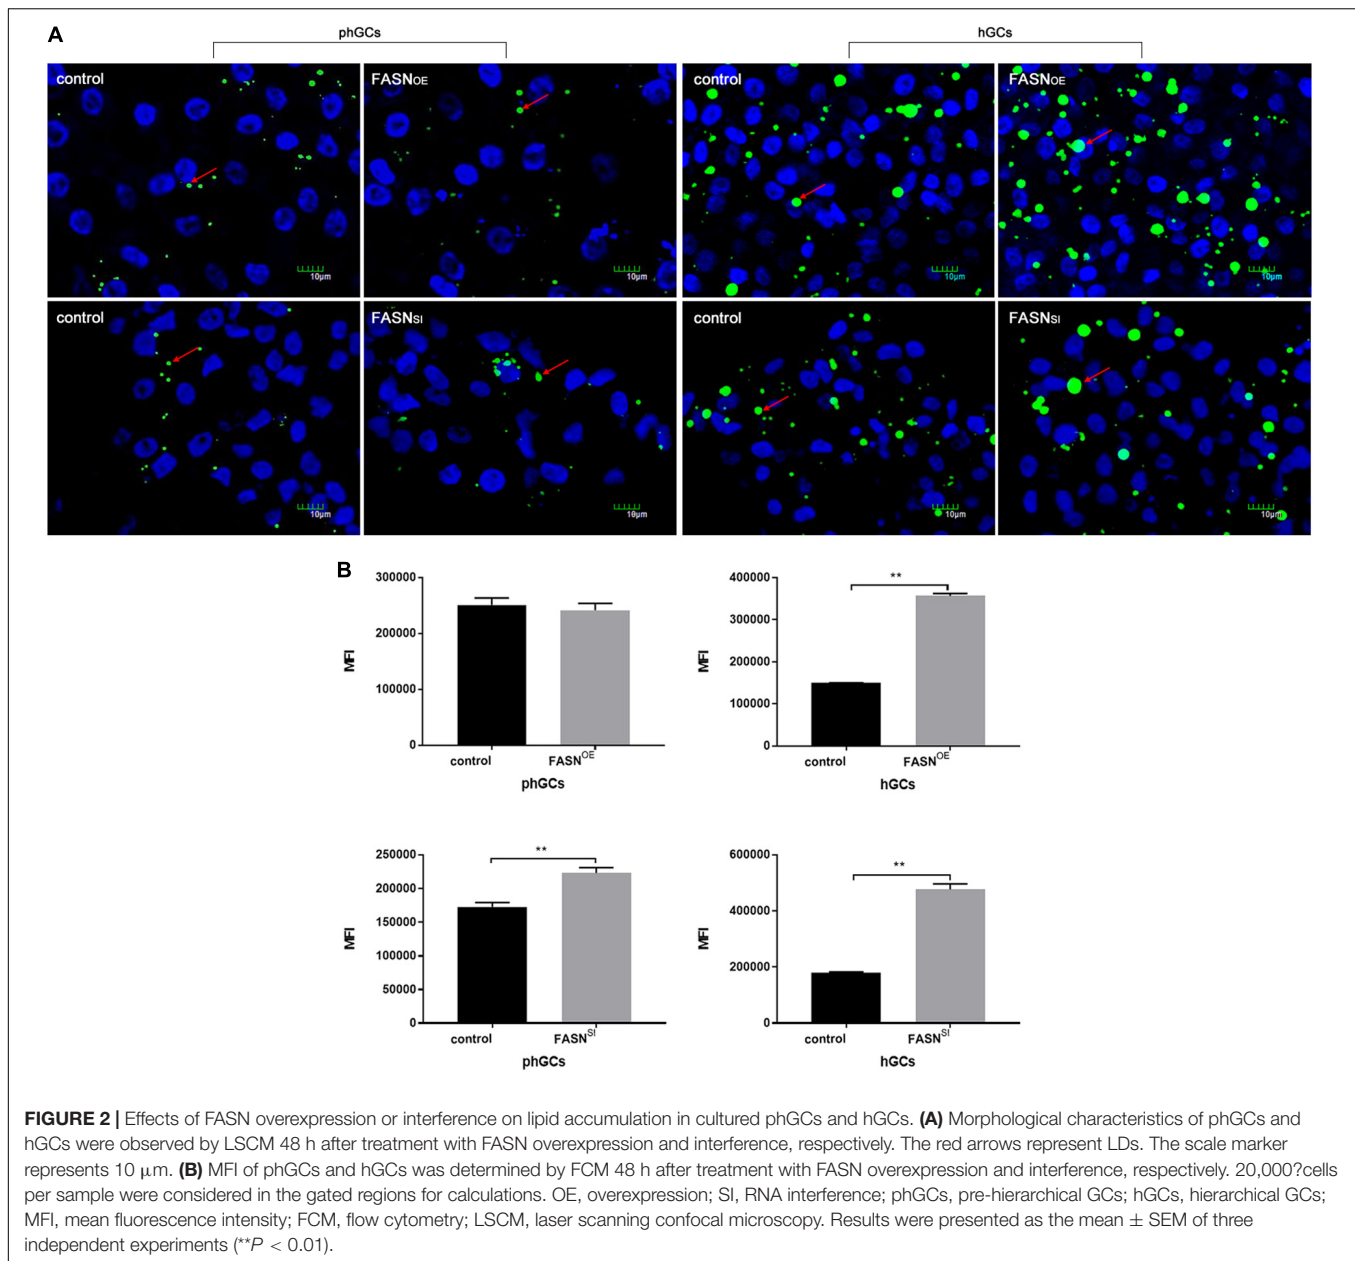 A
phGCs
hGCs
control
FASNOE
control
FASNOE
10μm
10μm
10μm
10μm
control
FASNSI
control
FASNSI
10μm
10μm
10μm
10μm
B
300000
200000
100000
0
MFI
control
FASN^OE
phGCs
400000
300000
200000
100000
0
MFI
**
control
FASN^OE
hGCs
250000
200000
150000
100000
50000
0
MFI
**
control
FASN^SI
phGCs
600000
400000
200000
0
MFI
**
control
FASN^SI
hGCs
FIGURE 2 | Effects of FASN overexpression or interference on lipid accumulation in cultured phGCs and hGCs. (A) Morphological characteristics of phGCs and
hGCs were observed by LSCM 48 h after treatment with FASN overexpression and interference, respectively. The red arrows represent LDs. The scale marker
represents 10 μm. (B) MFI of phGCs and hGCs was determined by FCM 48 h after treatment with FASN overexpression and interference, respectively. 20,000?cells
per sample were considered in the gated regions for calculations. OE, overexpression; SI, RNA interference; phGCs, pre-hierarchical GCs; hGCs, hierarchical GCs;
MFI, mean fluorescence intensity; FCM, flow cytometry; LSCM, laser scanning confocal microscopy. Results were presented as the mean ± SEM of three
independent experiments (**P < 0.01).